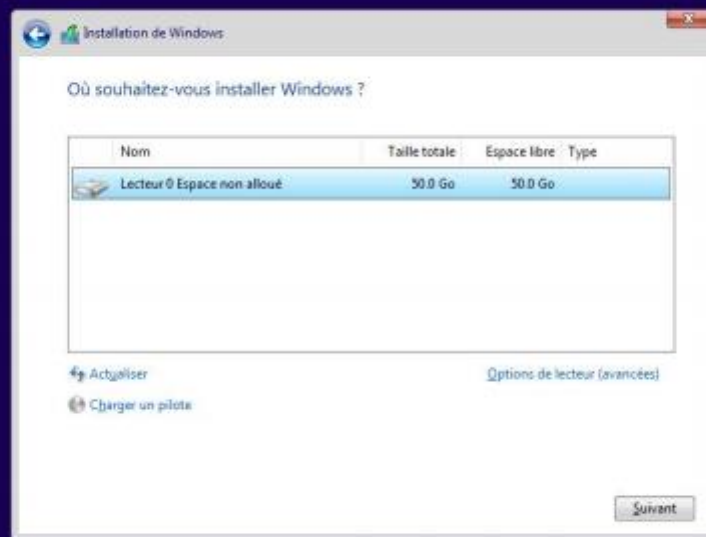 Installation de Windows
Où souhaitez-vous installer Windows ?
Nom Taille totale Espace libre Type
Lecteur 0 Espace non alloué 50.0 Go 50.0 Go
Actualiser Options de lecteur (avancées)
Charger un pilote
Suivant